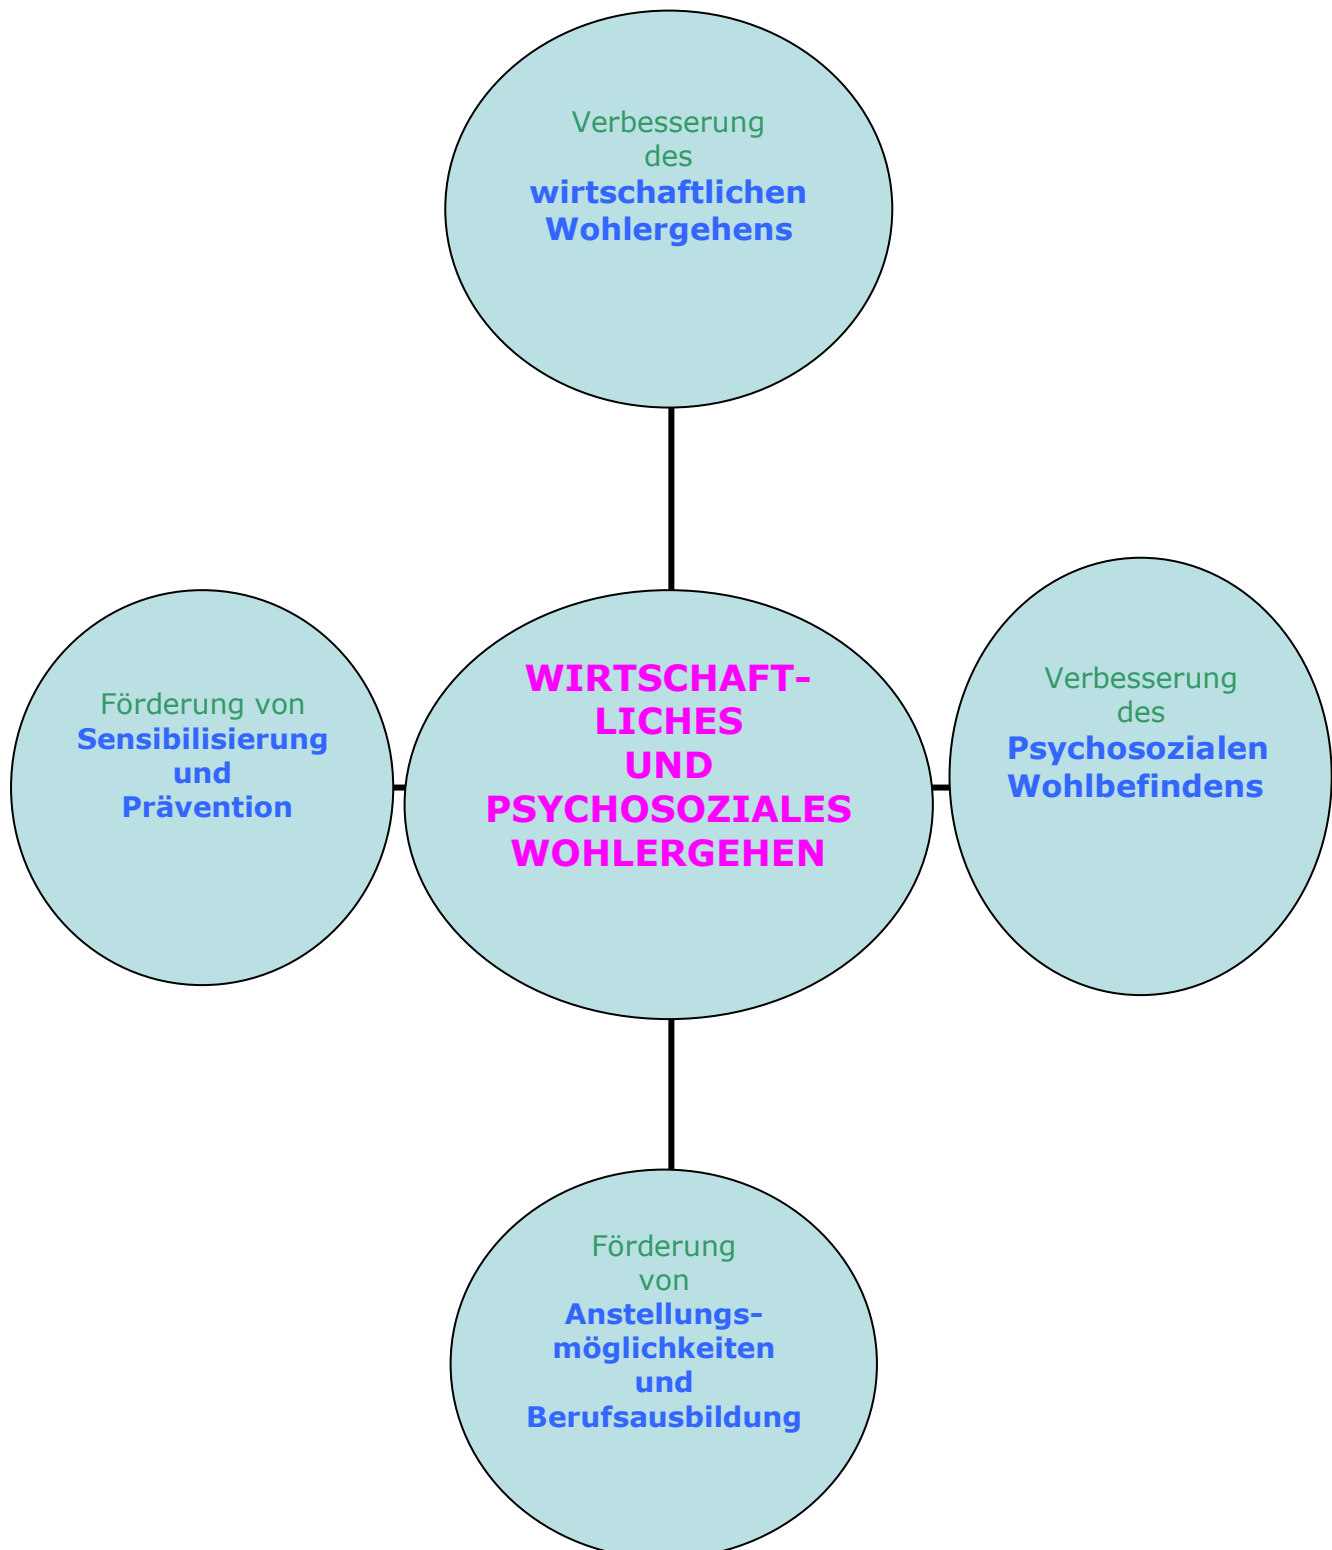 Verbesserung
des
wirtschaftlichen
Wohlergehens
Förderung von
Sensibilisierung
und
Prävention
WIRTSCHAFT-
LICHES
UND
PSYCHOSOZIALES
WOHLERGEHEN
Verbesserung
des
Psychosozialen
Wohlbefindens
Förderung
von
Anstellungs-
möglichkeiten
und
Berufsausbildung